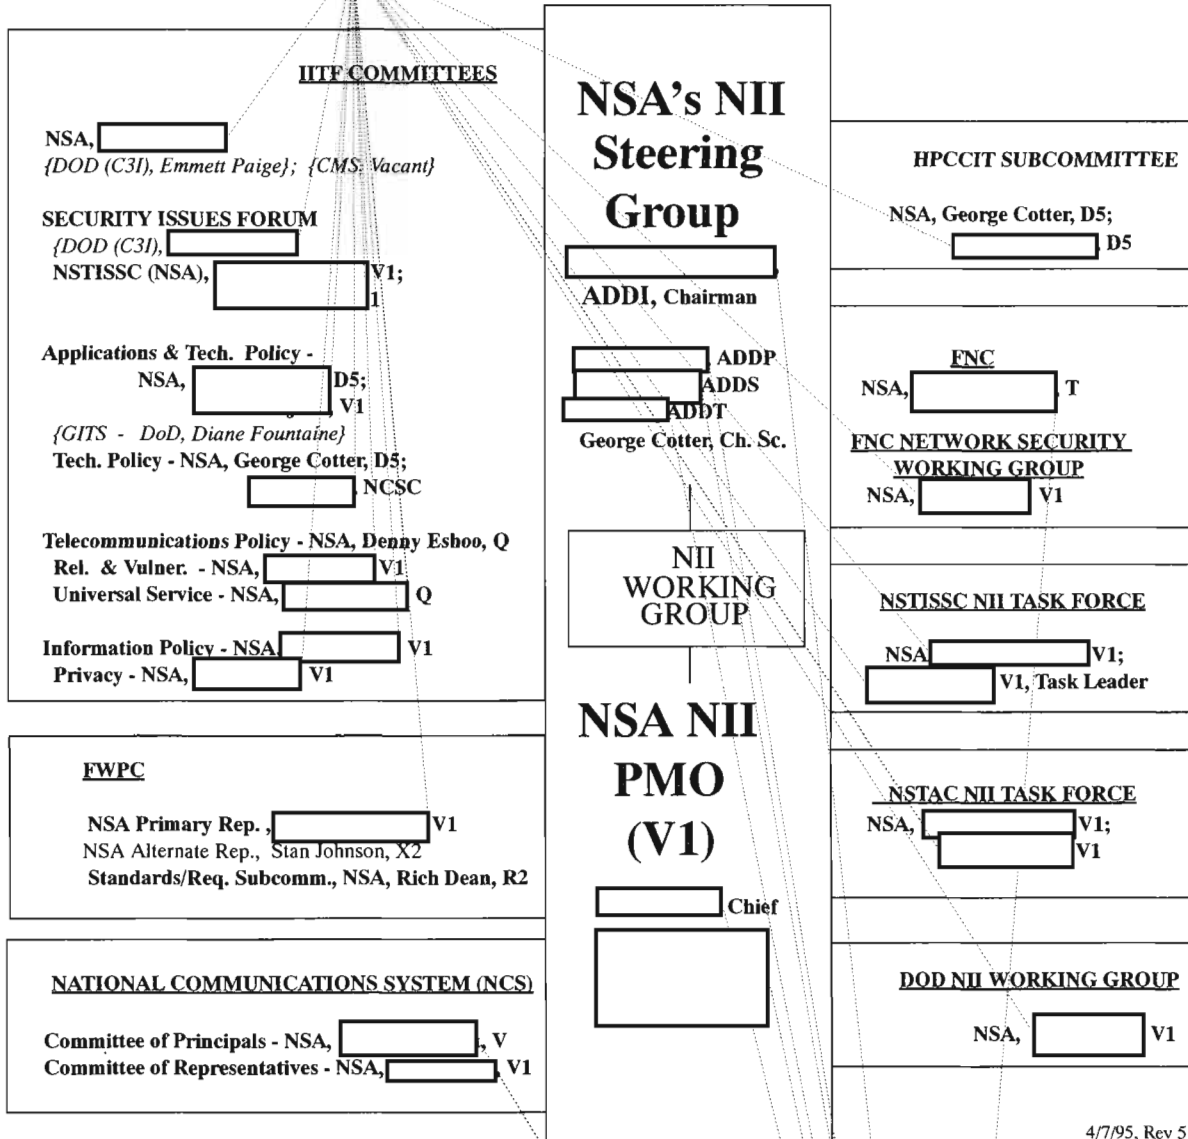 IITF COMMITTEES
NSA,
{DOD (C3I), Emmett Paige}; {CMS. Vacant}
SECURITY ISSUES FORUM
{DOD (C3I),
NSTISSC (NSA), V1;
1
Applications & Tech. Policy -
NSA, D5;
, V1
{GITS - DoD, Diane Fountaine}
Tech. Policy - NSA, George Cotter, D5;
, NCSC
Telecommunications Policy - NSA, Denny Eshoo, Q
Rel. & Vulner. - NSA, V1
Universal Service - NSA, Q
Information Policy - NSA, V1
Privacy - NSA, V1
FWPC
NSA Primary Rep. , V1
NSA Alternate Rep., Stan Johnson, X2
Standards/Req. Subcomm., NSA, Rich Dean, R2
NATIONAL COMMUNICATIONS SYSTEM (NCS)
Committee of Principals - NSA, , V
Committee of Representatives - NSA, , V1
NSA's NII
Steering
Group
ADDI, Chairman
, ADDP
ADDS
ADDT
George Cotter, Ch. Sc.
NII
WORKING
GROUP
NSA NII
PMO
(V1)
Chief
HPCCIT SUBCOMMITTEE
NSA, George Cotter, D5;
, D5
FNC
NSA, , T
FNC NETWORK SECURITY
WORKING GROUP
NSA, V1
NSTISSC NII TASK FORCE
NSA V1;
V1, Task Leader
NSTAC NII TASK FORCE
NSA, V1;
V1
DOD NII WORKING GROUP
NSA, V1
4/7/95, Rev 5